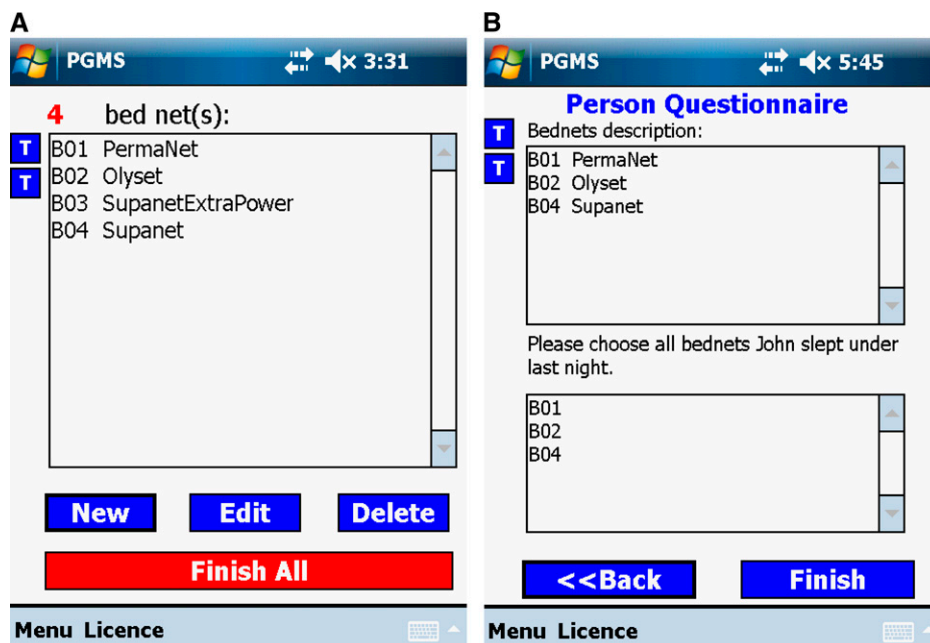 A
PGMS 3:31
4 bed net(s):
T
T
B01 PermaNet
B02 Olyset
B03 SupanetExtraPower
B04 Supanet
New Edit Delete
Finish All
Menu Licence
B
PGMS 5:45
Person Questionnaire
T
T
Bednets description:
B01 PermaNet
B02 Olyset
B04 Supanet
Please choose all bednets John slept under
last night.
B01
B02
B04
<<Back Finish
Menu Licence